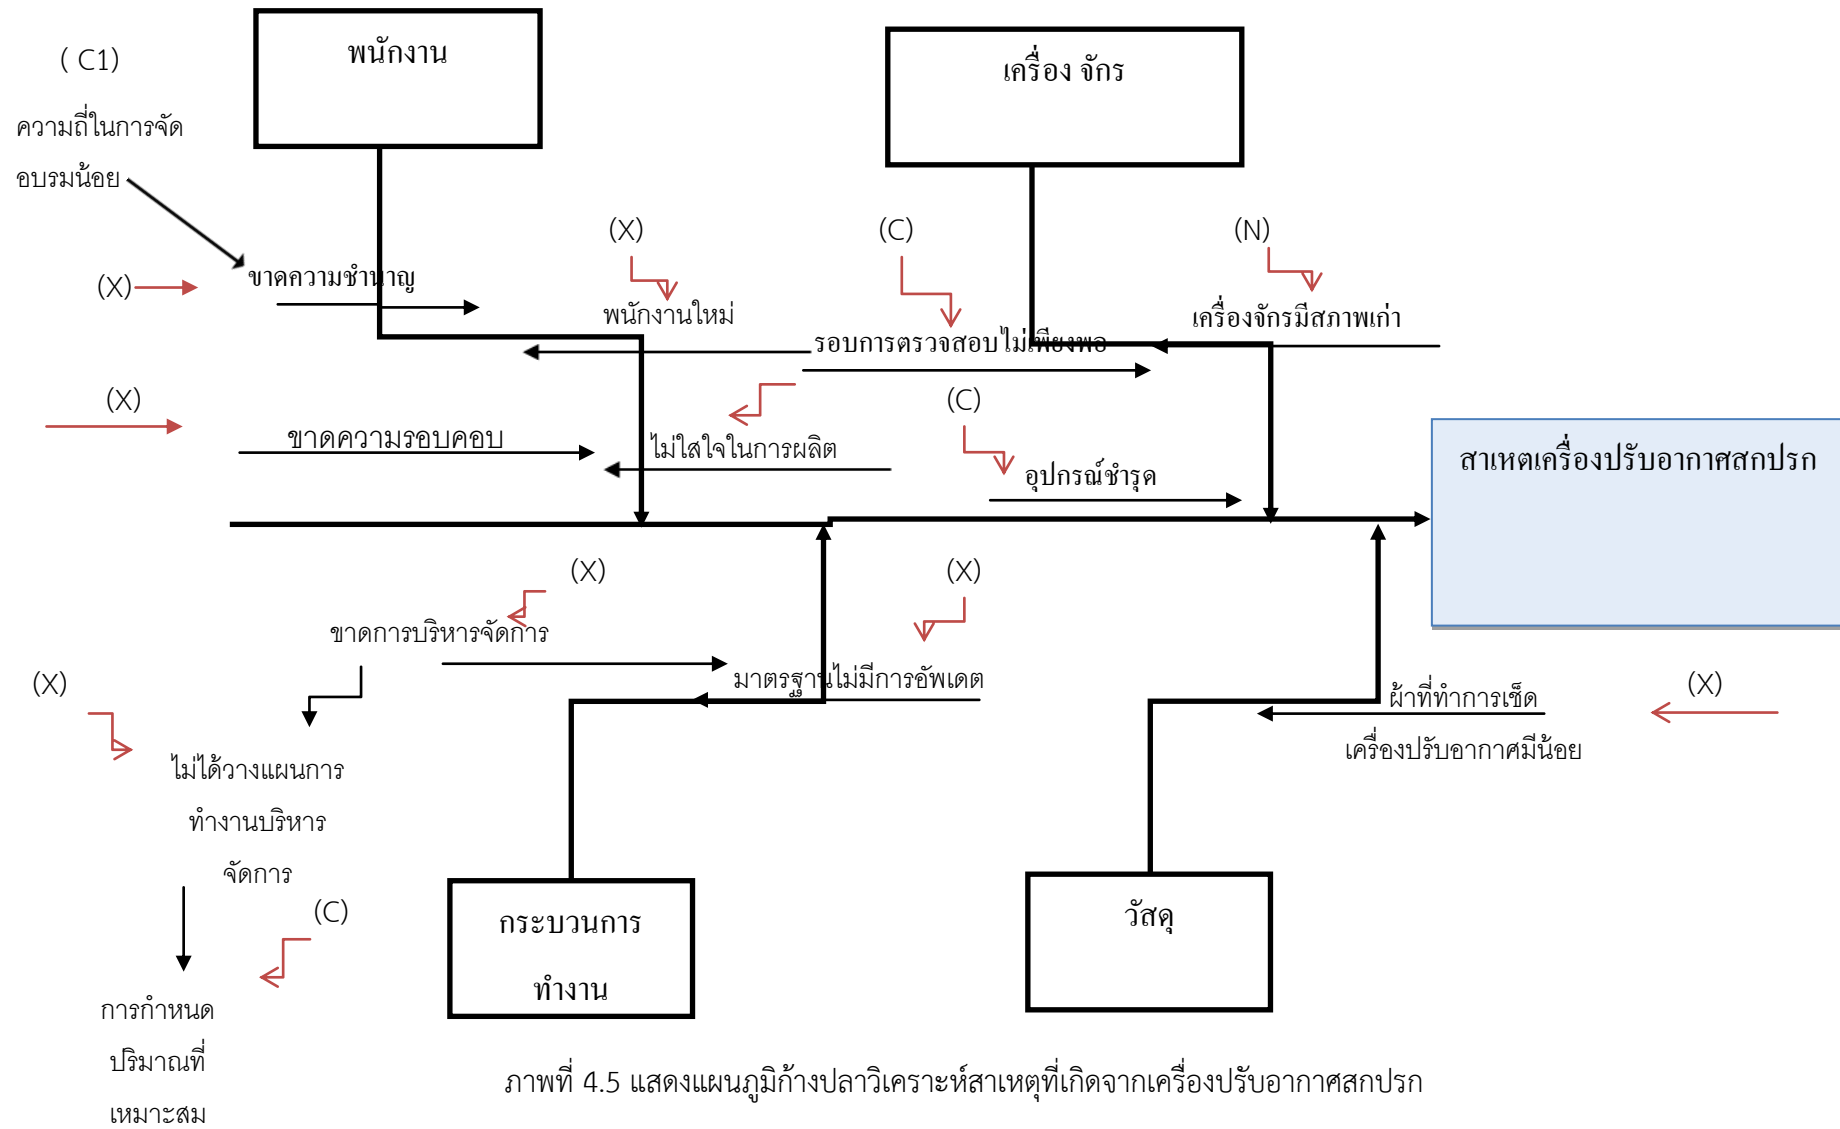 พนักงาน
เครื่อง จักร
( C1)
ความถี่ในการจัด
อบรมน้อย
(X)
(C)
(N)
(X)
ขาดความชำนาญ
พนักงานใหม่
เครื่องจักรมีสภาพเก่า
รอบการตรวจสอบไม่เพียงพอ
(X)
(C)
ขาดความรอบคอบ
ไม่ใสใจในการผลิต
อุปกรณ์ชำรุด
สาเหตเครื่องปรับอากาศสกปรก
(X)
(X)
ขาดการบริหารจัดการ
มาตรฐานไม่มีการอัพเดต
(X)
ผ้าที่ทำการเช็ด
เครื่องปรับอากาศมีน้อย
(X)
ไม่ได้วางแผนการ
ทำงานบริหาร
จัดการ
(C)
กระบวนการ
ทำงาน
วัสดุ
การกำหนด
ปริมาณที่
เหมาะสม
ภาพที่ 4.5 แสดงแผนภูมิก้างปลาวิเคราะห์สาเหตุที่เกิดจากเครื่องปรับอากาศสกปรก